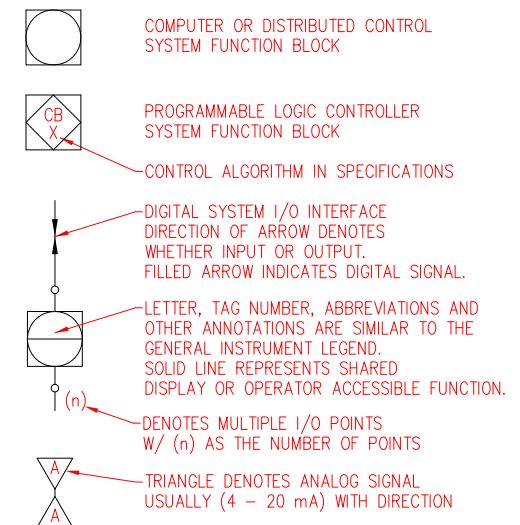 COMPUTER OR DISTRIBUTED CONTROL
SYSTEM FUNCTION BLOCK
CB
X
PROGRAMMABLE LOGIC CONTROLLER
SYSTEM FUNCTION BLOCK
CONTROL ALGORITHM IN SPECIFICATIONS
DIGITAL SYSTEM I/O INTERFACE
DIRECTION OF ARROW DENOTES
WHETHER INPUT OR OUTPUT.
FILLED ARROW INDICATES DIGITAL SIGNAL.
LETTER, TAG NUMBER, ABBREVIATIONS AND
OTHER ANNOTATIONS ARE SIMILAR TO THE
GENERAL INSTRUMENT LEGEND.
SOLID LINE REPRESENTS SHARED
DISPLAY OR OPERATOR ACCESSIBLE FUNCTION.
(n)
DENOTES MULTIPLE I/O POINTS
W/ (n) AS THE NUMBER OF POINTS
A
TRIANGLE DENOTES ANALOG SIGNAL
USUALLY (4 – 20 mA) WITH DIRECTION
A